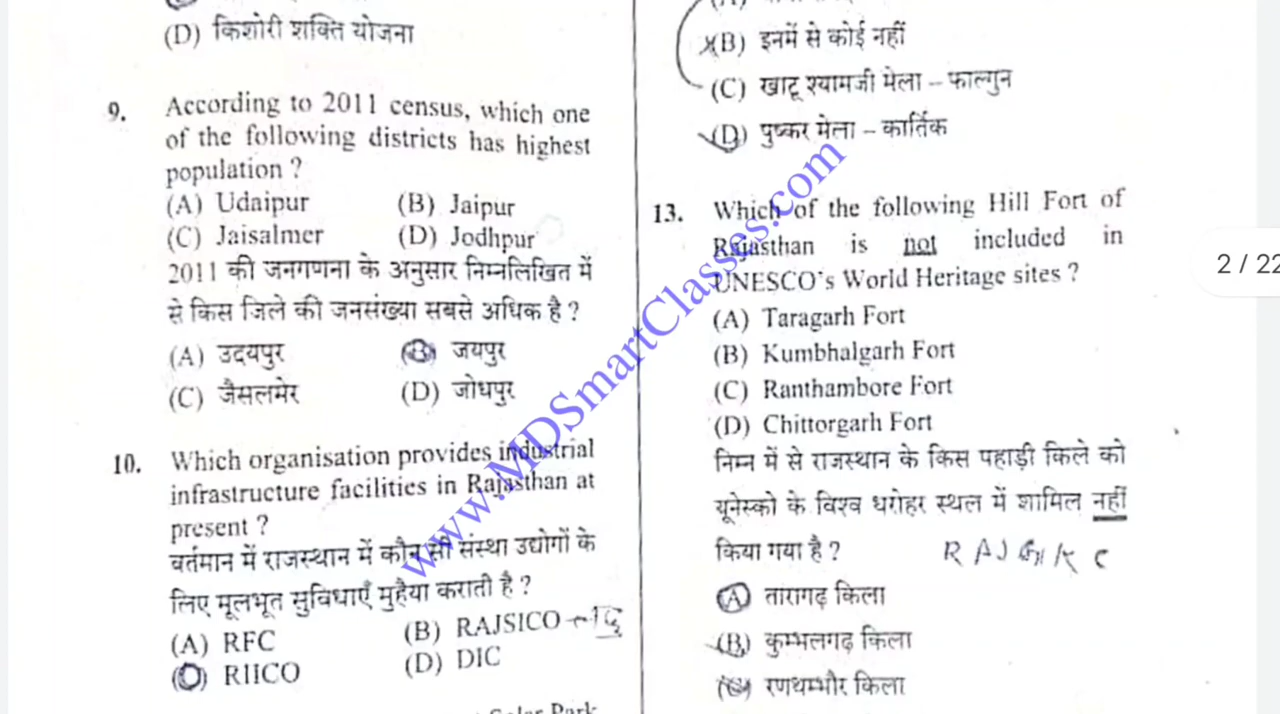 (D) किशोरी शक्ति योजना
9. According to 2011 census, which one
of the following districts has highest
population ?
(A) Udaipur (B) Jaipur
(C) Jaisalmer (D) Jodhpur
2011 की जनगणना के अनुसार निम्नलिखित में
से किस जिले की जनसंख्या सबसे अधिक है ?
(A) उदयपुर (B) जयपुर
(C) जैसलमेर (D) जोधपुर
10. Which organisation provides industrial
infrastructure facilities in Rajasthan at
present ?
वर्तमान में राजस्थान में कौन सी संस्था उद्योगों के
लिए मूलभूत सुविधाएँ मुहैया कराती है ?
(A) RFC (B) RAJSICO
RIICO (D) DIC
Solar Park
(B) इनमें से कोई नहीं
(C) खाटू श्यामजी मेला – फाल्गुन
(D) पुष्कर मेला – कार्तिक
13. Which of the following Hill Fort of
Rajasthan is not included in
UNESCO's World Heritage sites ?
(A) Taragarh Fort
(B) Kumbhalgarh Fort
(C) Ranthambore Fort
(D) Chittorgarh Fort
निम्न में से राजस्थान के किस पहाड़ी किले को
यूनेस्को के विश्व धरोहर स्थल में शामिल नहीं
किया गया है ?
(A) तारागढ़ किला
(B) कुम्भलगढ़ किला
रणथम्भौर किला
www.MDSmartClasses.com
2 / 22